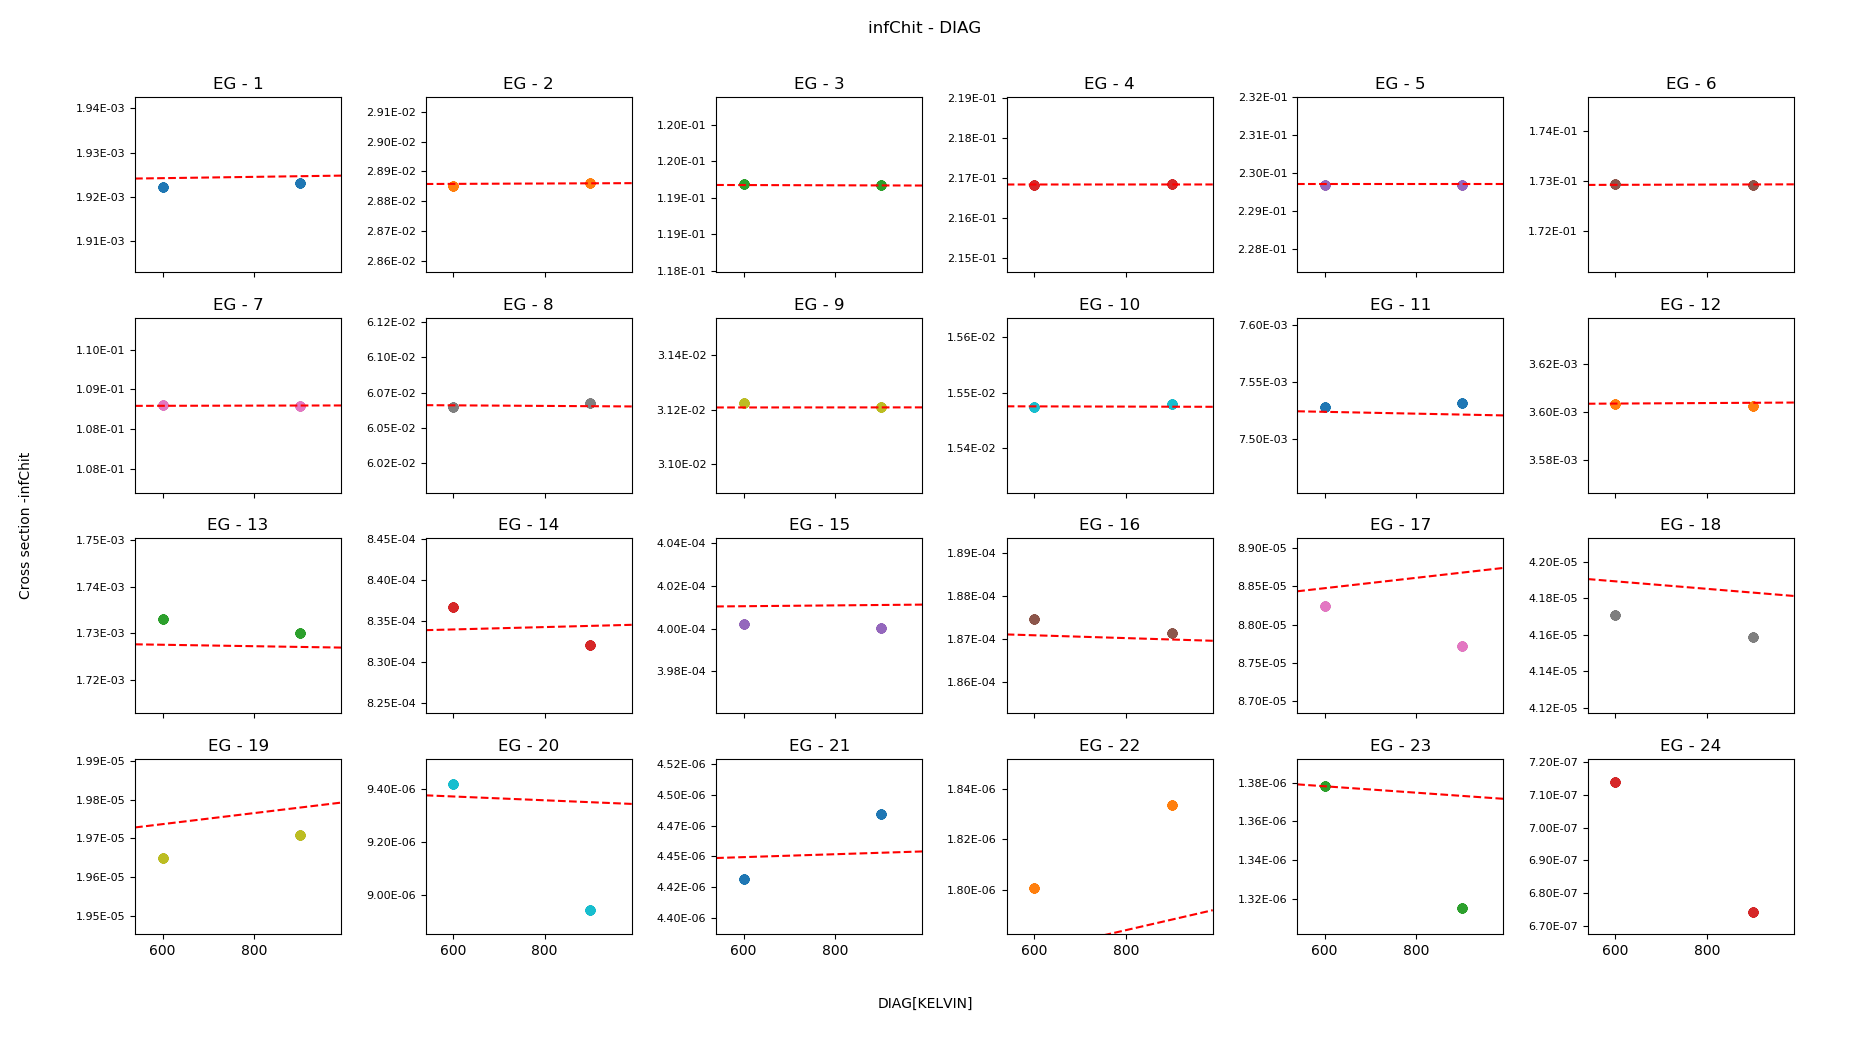 infChit - DIAG
EG - 1
EG - 2
EG - 3
EG - 4
EG - 5
EG - 6
1.94E-03
1.93E-03
1.92E-03
1.91E-03
2.91E-02
2.90E-02
2.89E-02
2.88E-02
2.87E-02
2.86E-02
1.20E-01
1.20E-01
1.19E-01
1.19E-01
1.18E-01
2.19E-01
2.18E-01
2.17E-01
2.16E-01
2.15E-01
2.32E-01
2.31E-01
2.30E-01
2.29E-01
2.28E-01
1.74E-01
1.73E-01
1.72E-01
EG - 7
EG - 8
EG - 9
EG - 10
EG - 11
EG - 12
1.10E-01
1.09E-01
1.08E-01
1.08E-01
6.12E-02
6.10E-02
6.07E-02
6.05E-02
6.02E-02
3.14E-02
3.12E-02
3.10E-02
1.56E-02
1.55E-02
1.54E-02
7.60E-03
7.55E-03
7.50E-03
3.62E-03
3.60E-03
3.58E-03
EG - 13
EG - 14
EG - 15
EG - 16
EG - 17
EG - 18
1.75E-03
1.74E-03
1.73E-03
1.72E-03
8.45E-04
8.40E-04
8.35E-04
8.30E-04
8.25E-04
4.04E-04
4.02E-04
4.00E-04
3.98E-04
1.89E-04
1.88E-04
1.87E-04
1.86E-04
8.90E-05
8.85E-05
8.80E-05
8.75E-05
8.70E-05
4.20E-05
4.18E-05
4.16E-05
4.14E-05
4.12E-05
EG - 19
EG - 20
EG - 21
EG - 22
EG - 23
EG - 24
1.99E-05
1.98E-05
1.97E-05
1.96E-05
1.95E-05
9.40E-06
9.20E-06
9.00E-06
4.52E-06
4.50E-06
4.47E-06
4.45E-06
4.42E-06
4.40E-06
1.84E-06
1.82E-06
1.80E-06
1.38E-06
1.36E-06
1.34E-06
1.32E-06
7.20E-07
7.10E-07
7.00E-07
6.90E-07
6.80E-07
6.70E-07
600 800
600 800
600 800
600 800
600 800
600 800
Cross section -infChit
DIAG[KELVIN]